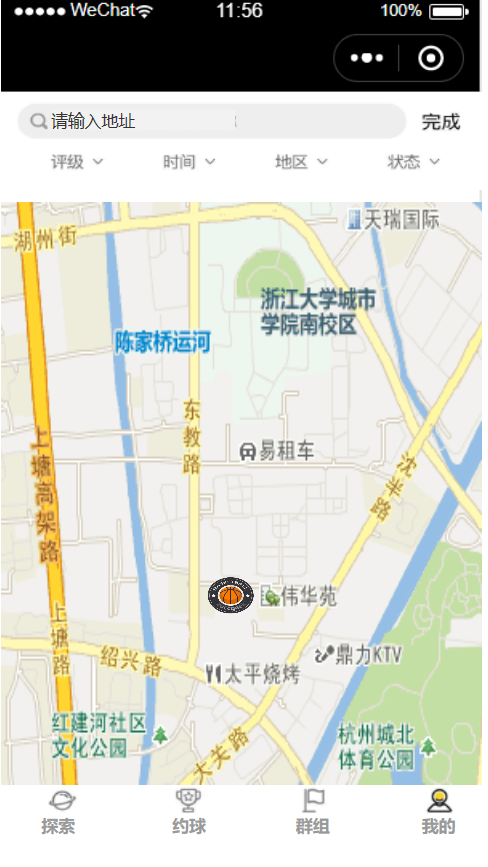 ●●●●● WeChat 11:56 100%
请输入地址 完成
评级 时间 地区 状态
湖州街
天瑞国际
浙江大学城市
学院南校区
陈家桥运河
东教路
易租车
上塘高架路
沈半路
伟华苑
上塘路
绍兴路
鼎力KTV
太平烧烤
红建河社区
文化公园
杭州城北
体育公园
大关路
探索 约球 群组 我的